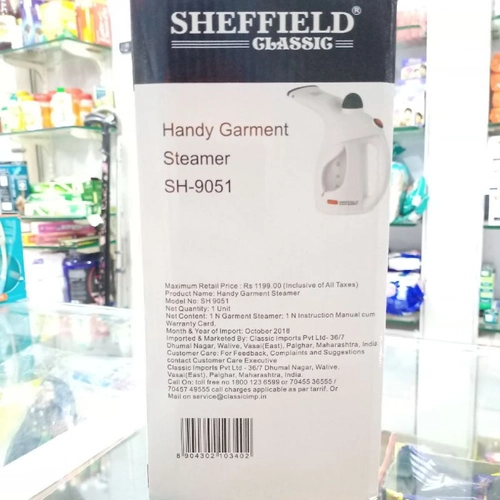 SHEFFIELD®
CLASSIC
Handy Garment
Steamer
SH-9051
Maximum Retail Price : Rs 1199.00 (Inclusive of All Taxes)
Product Name: Handy Garment Steamer
Model No: SH 9051
Net Quantity: 1 Unit
Net Content: 1 N Garment Steamer; 1 N Instruction Manual cum
Warranty Card.
Month & Year of Import: October 2018
Imported & Marketed By: Classic Imports Pvt Ltd- 36/7
Dhumal Nagar, Walive, Vasai(East), Palghar, Maharashtra, India
Customer Care: For Feedback, Complaints and Suggestions
contact Customer Care Executive
Classic Imports Pvt Ltd - 36/7 Dhumal Nagar, Walive,
Vasai(East), Palghar, Maharashtra, India.
Call On: toll free no.1800 123 6599 or 70455 36555 /
70457 49555 call charges applicable as per tarrif. Or
Mail on service@classicimp.in
8 904302 103402